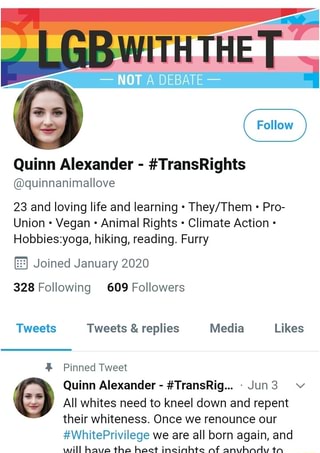 LGB WITH THE T
— NOT A DEBATE —
Follow
Quinn Alexander - #TransRights
@quinnanimallove
23 and loving life and learning • They/Them • Pro-
Union • Vegan • Animal Rights • Climate Action •
Hobbies:yoga, hiking, reading. Furry
Joined January 2020
328 Following 609 Followers
Tweets Tweets & replies Media Likes
Pinned Tweet
Quinn Alexander - #TransRig... · Jun 3
All whites need to kneel down and repent
their whiteness. Once we renounce our
#WhitePrivilege we are all born again, and
will have the best insights of anybody to